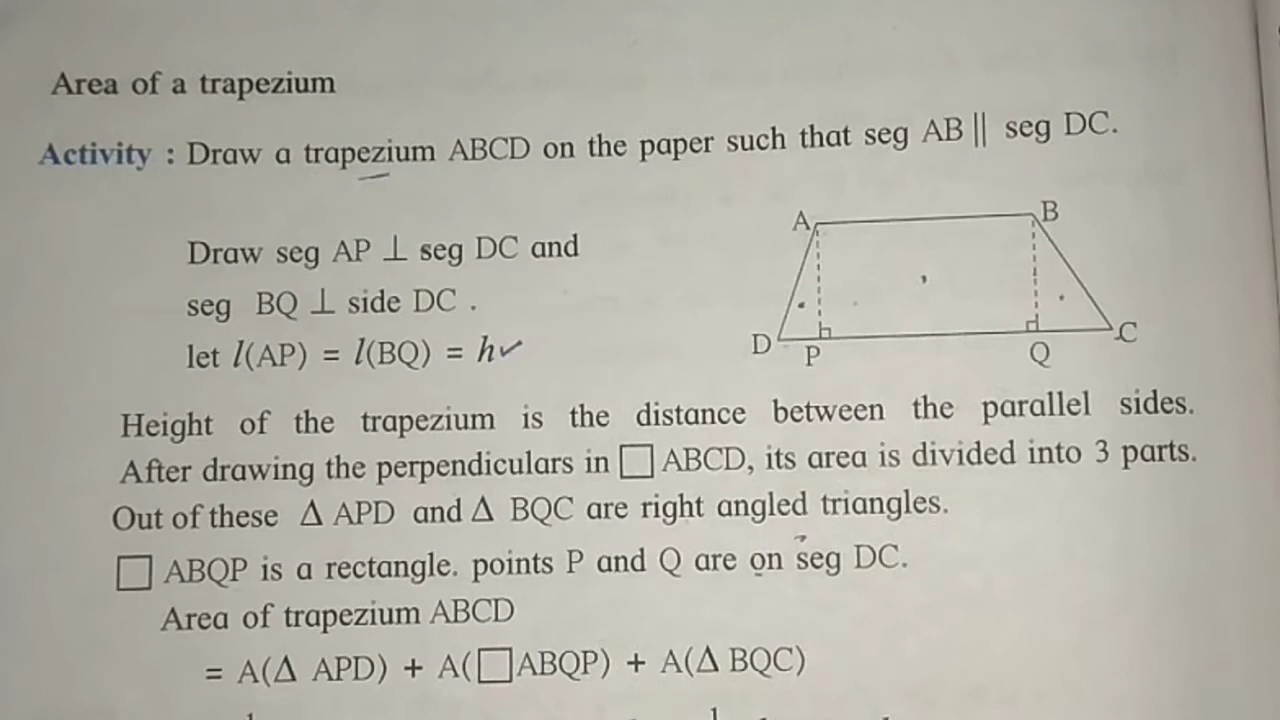 Area of a trapezium
Activity : Draw a trapezium ABCD on the paper such that seg AB || seg DC.
Draw seg AP ⊥ seg DC and
seg BQ ⊥ side DC .
let l(AP) = l(BQ) = h
A
B
D
P
Q
C
Height of the trapezium is the distance between the parallel sides.
After drawing the perpendiculars in □ ABCD, its area is divided into 3 parts.
Out of these Δ APD and Δ BQC are right angled triangles.
□ ABQP is a rectangle. points P and Q are on seg DC.
Area of trapezium ABCD
= A(Δ APD) + A(□ABQP) + A(Δ BQC)